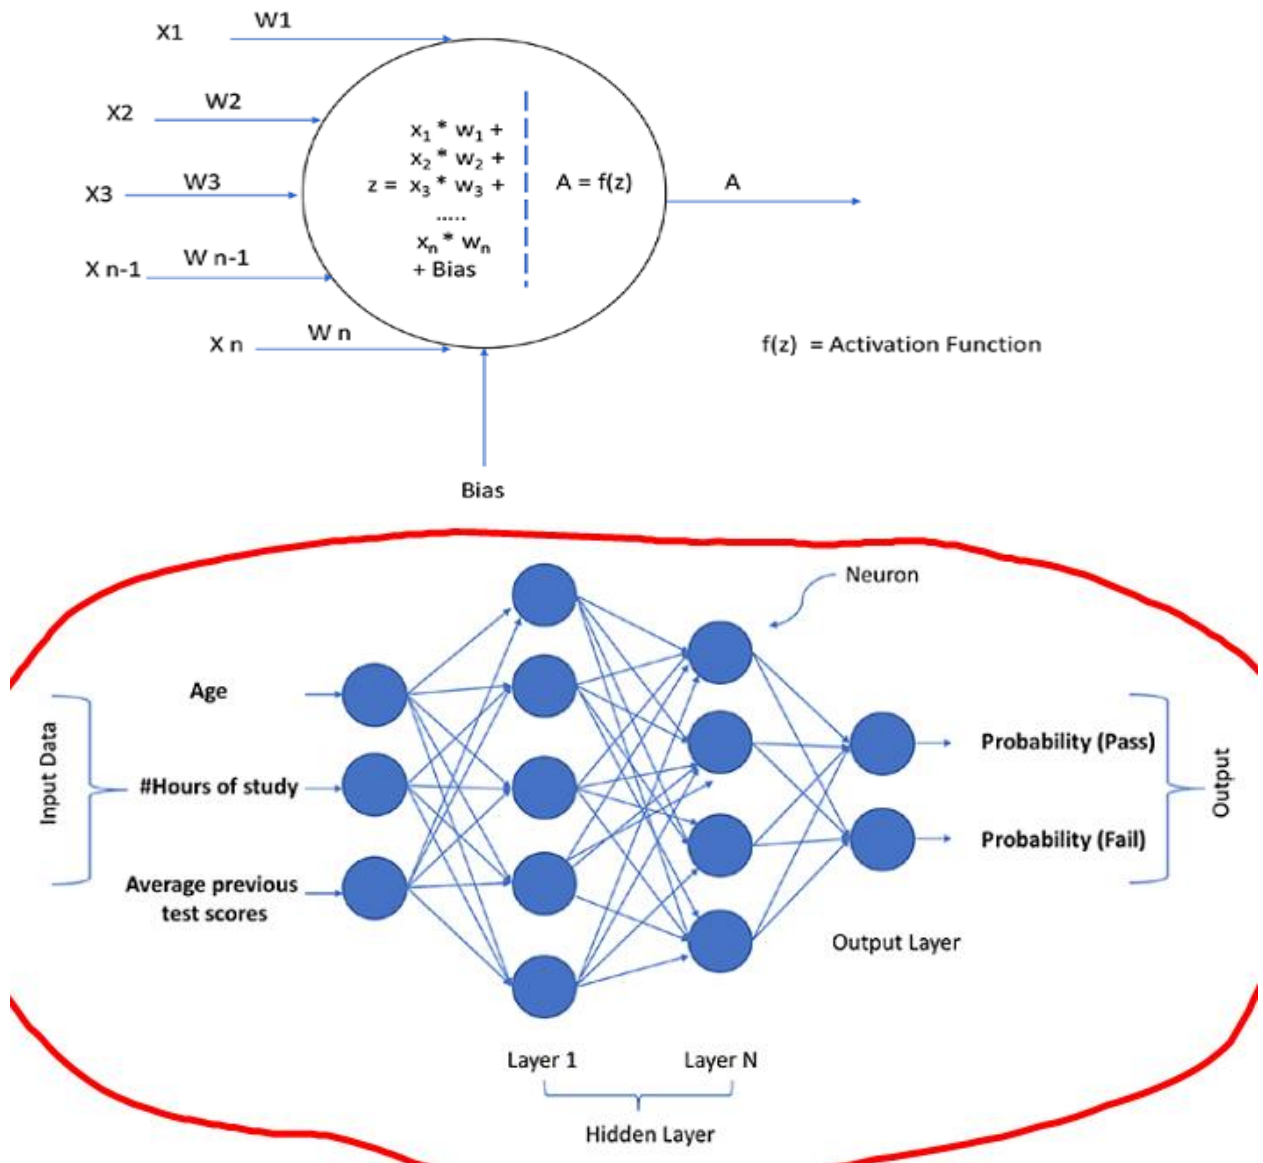 X1
W1
X2
W2
X3
W3
X n-1
W n-1
X n
W n
x₁ * w₁ +
x₂ * w₂ +
z = x₃ * w₃ +
.....
xₙ * wₙ
+ Bias
A = f(z)
A
f(z) = Activation Function
Bias
Neuron
Input Data
Age
#Hours of study
Average previous
test scores
Probability (Pass)
Probability (Fail)
Output
Output Layer
Layer 1
Layer N
Hidden Layer